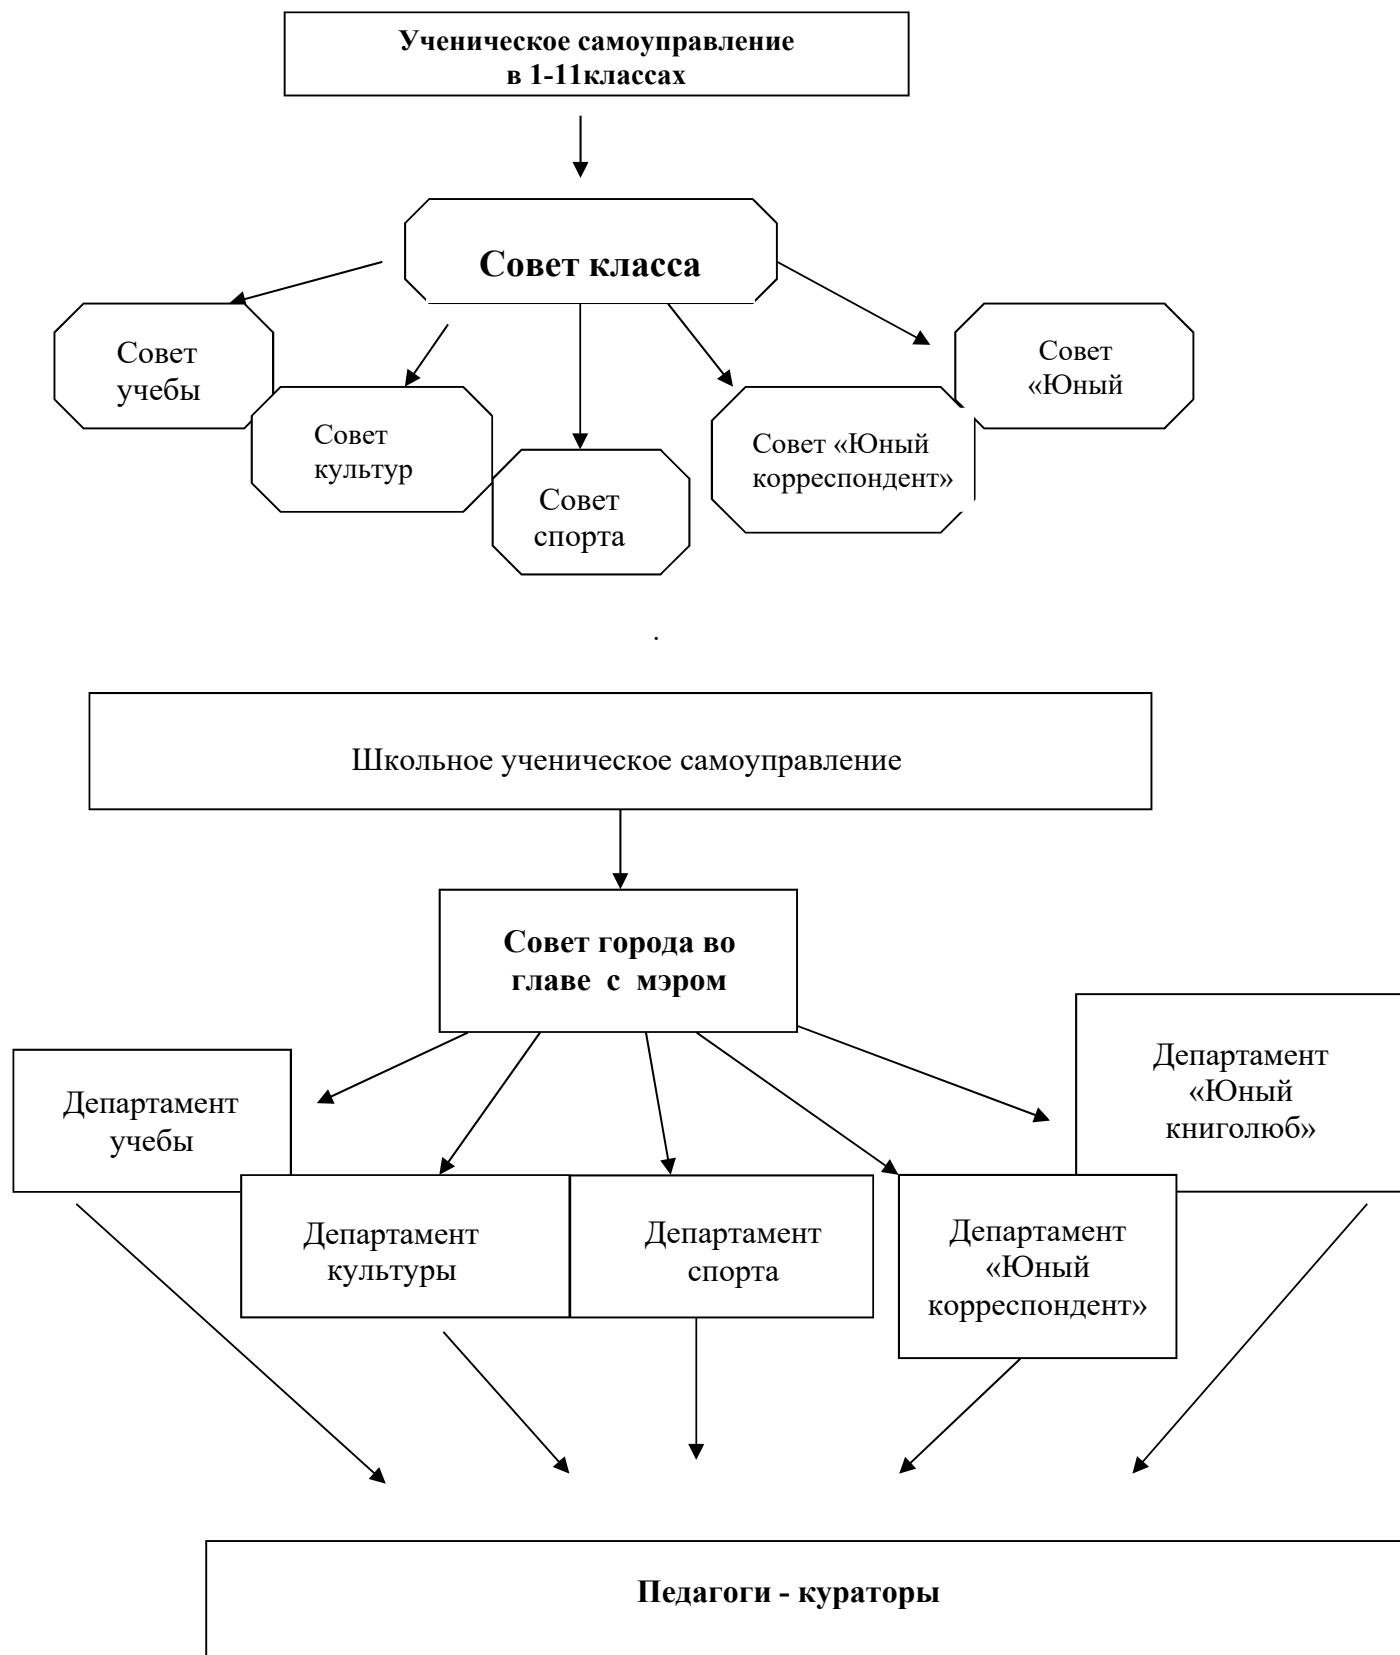 Ученическое самоуправление
в 1-11классах
Совет класса
Совет
учебы
Совет
культур
Совет
спорта
Совет «Юный
корреспондент»
Совет
«Юный
.
Школьное ученическое самоуправление
Совет города во
главе с мэром
Департамент
учебы
Департамент
культуры
Департамент
спорта
Департамент
«Юный
корреспондент»
Департамент
«Юный
книголюб»
Педагоги - кураторы